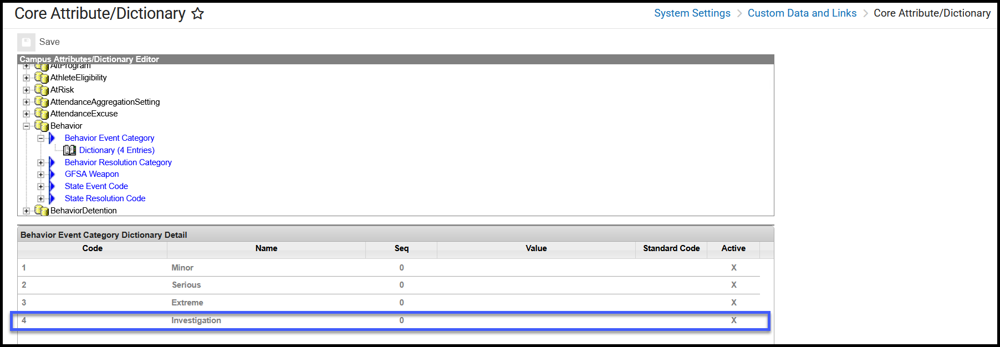 Core Attribute/Dictionary
System Settings > Custom Data and Links > Core Attribute/Dictionary
Save
Campus Attributes/Dictionary Editor
AltProgram
AthleteEligibility
AtRisk
AttendanceAggregationSetting
AttendanceExcuse
Behavior
Behavior Event Category
Dictionary (4 Entries)
Behavior Resolution Category
GFSA Weapon
State Event Code
State Resolution Code
BehaviorDetention
Behavior Event Category Dictionary Detail
Code Name Seq Value Standard Code Active
1 Minor 0 X
2 Serious 0 X
3 Extreme 0 X
4 Investigation 0 X